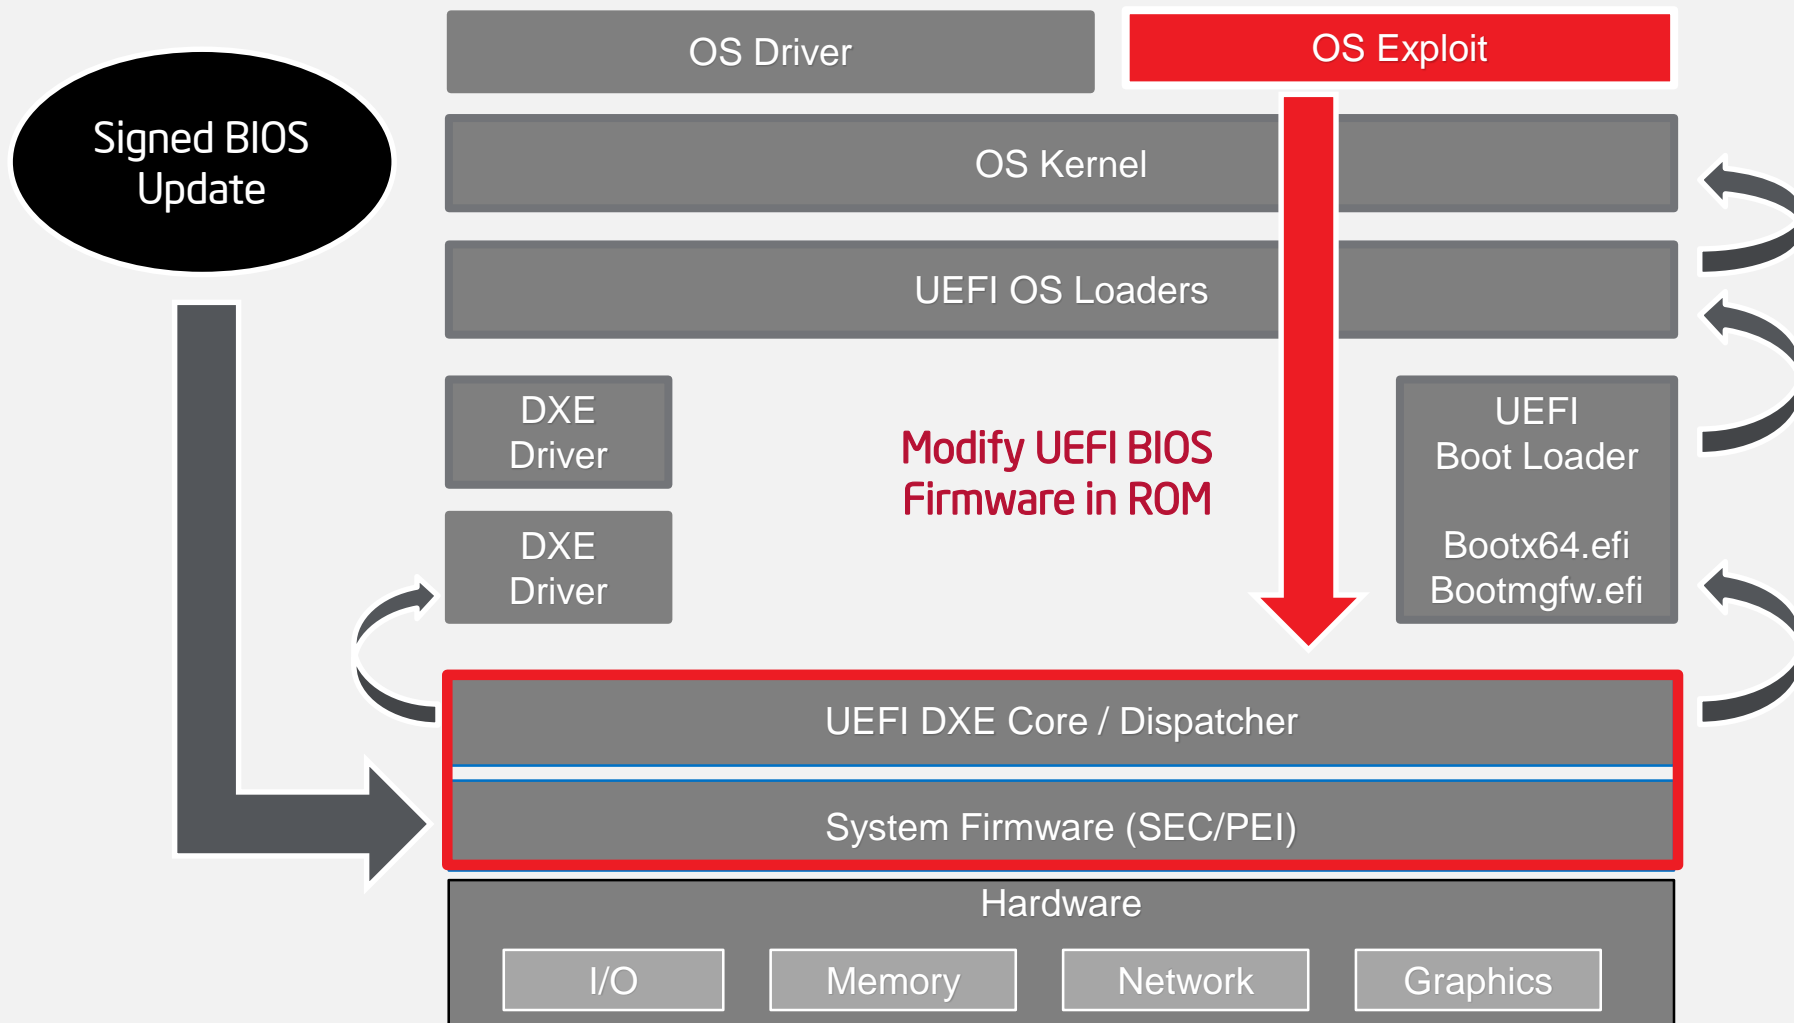 OS Driver
OS Exploit
Signed BIOS
Update
OS Kernel
UEFI OS Loaders
DXE
Driver
Modify UEFI BIOS
Firmware in ROM
UEFI
Boot Loader
Bootx64.efi
Bootmgfw.efi
DXE
Driver
UEFI DXE Core / Dispatcher
System Firmware (SEC/PEI)
Hardware
I/O
Memory
Network
Graphics